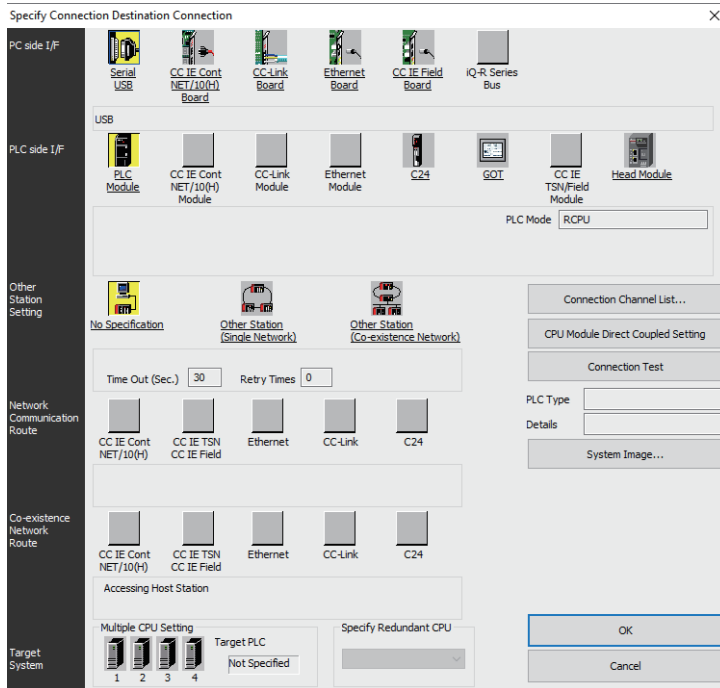 Specify Connection Destination Connection
PC side I/F
Serial
USB
CC IE Cont
NET/10(H)
Board
CC-Link
Board
Ethernet
Board
CC IE Field
Board
iQ-R Series
Bus
USB
PLC side I/F
PLC
Module
CC IE Cont
NET/10(H)
Module
CC-Link
Module
Ethernet
Module
C24
GOT
CC IE
TSN/Field
Module
Head Module
PLC Mode RCPU
Other
Station
Setting
No Specification
Other Station
(Single Network)
Other Station
(Co-existence Network)
Time Out (Sec.) 30 Retry Times 0
Connection Channel List...
CPU Module Direct Coupled Setting
Connection Test
PLC Type
Details
System Image...
Network
Communication
Route
CC IE Cont
NET/10(H)
CC IE TSN
CC IE Field
Ethernet
CC-Link
C24
Co-existence
Network
Route
CC IE Cont
NET/10(H)
CC IE TSN
CC IE Field
Ethernet
CC-Link
C24
Accessing Host Station
Target
System
Multiple CPU Setting
1 2 3 4
Target PLC
Not Specified
Specify Redundant CPU
OK
Cancel